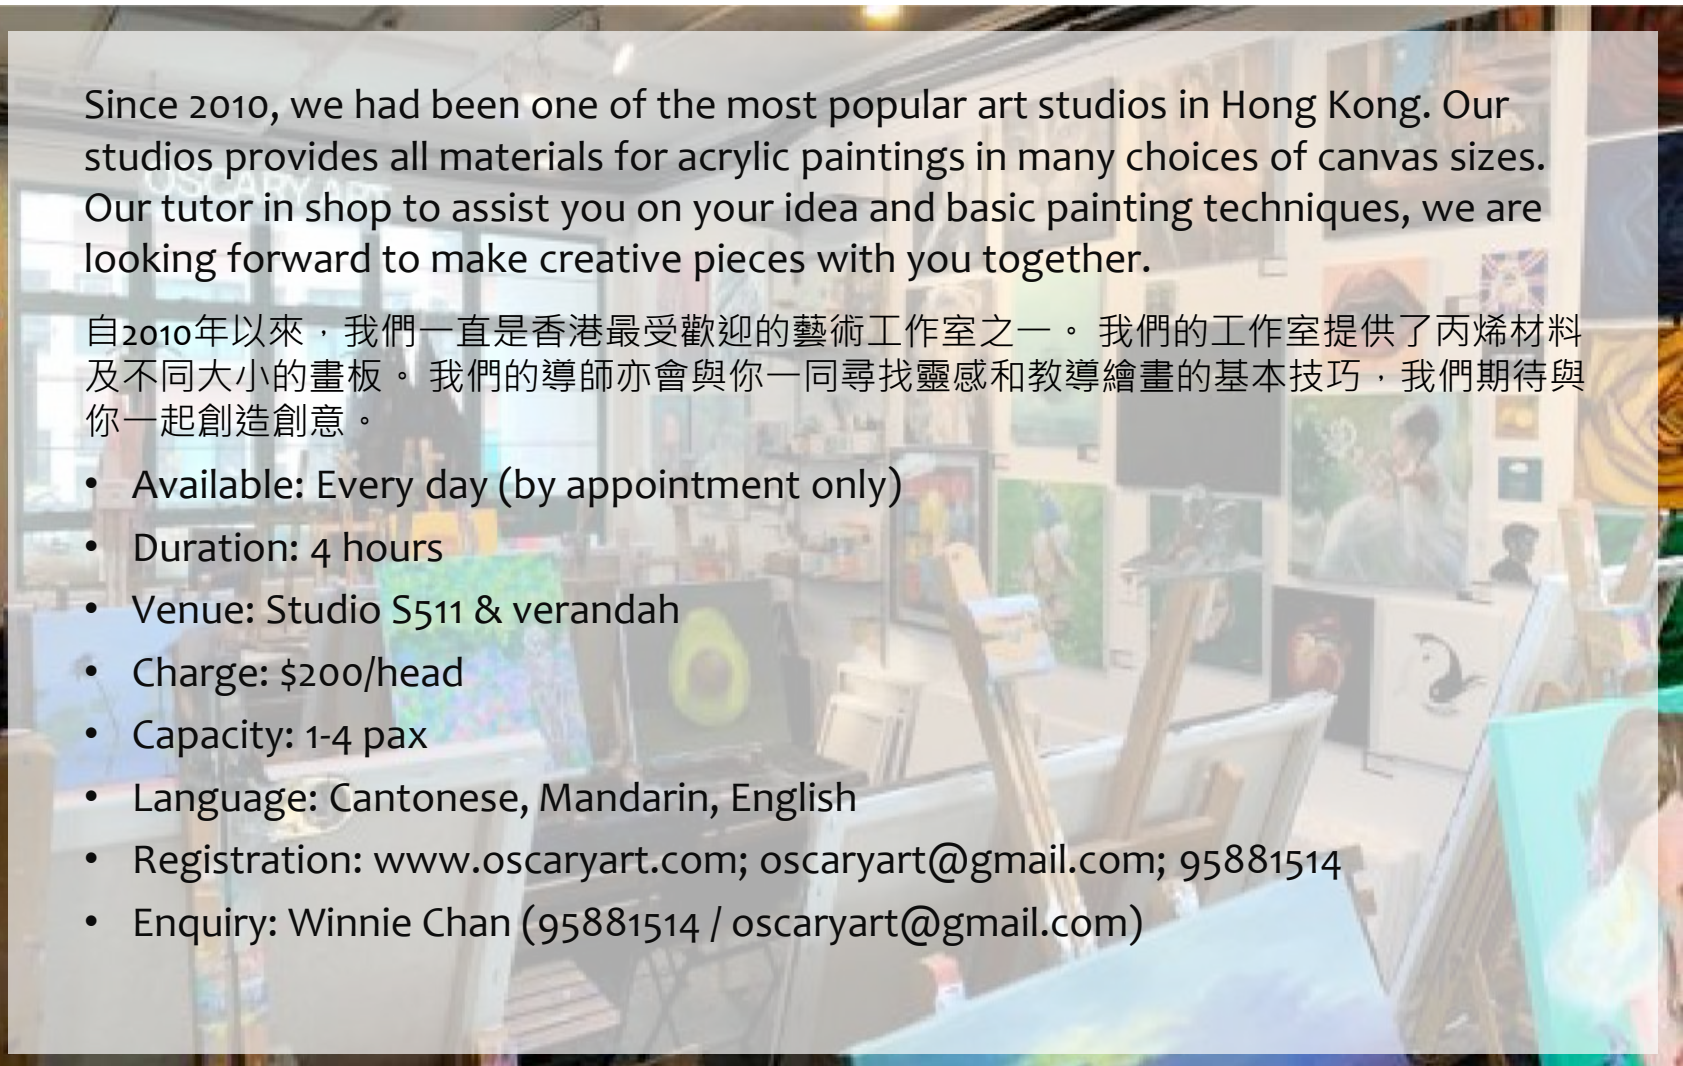 Since 2010, we had been one of the most popular art studios in Hong Kong. Our
studios provides all materials for acrylic paintings in many choices of canvas sizes.
Our tutor in shop to assist you on your idea and basic painting techniques, we are
looking forward to make creative pieces with you together.
自2010年以來，我們一直是香港最受歡迎的藝術工作室之一。 我們的工作室提供了丙烯材料
及不同大小的畫板。 我們的導師亦會與你一同尋找靈感和教導繪畫的基本技巧，我們期待與
你一起創造創意。
• Available: Every day (by appointment only)
• Duration: 4 hours
• Venue: Studio S511 & verandah
• Charge: $200/head
• Capacity: 1-4 pax
• Language: Cantonese, Mandarin, English
• Registration: www.oscaryart.com; oscaryart@gmail.com; 95881514
• Enquiry: Winnie Chan (95881514 / oscaryart@gmail.com)
OSCARY ART